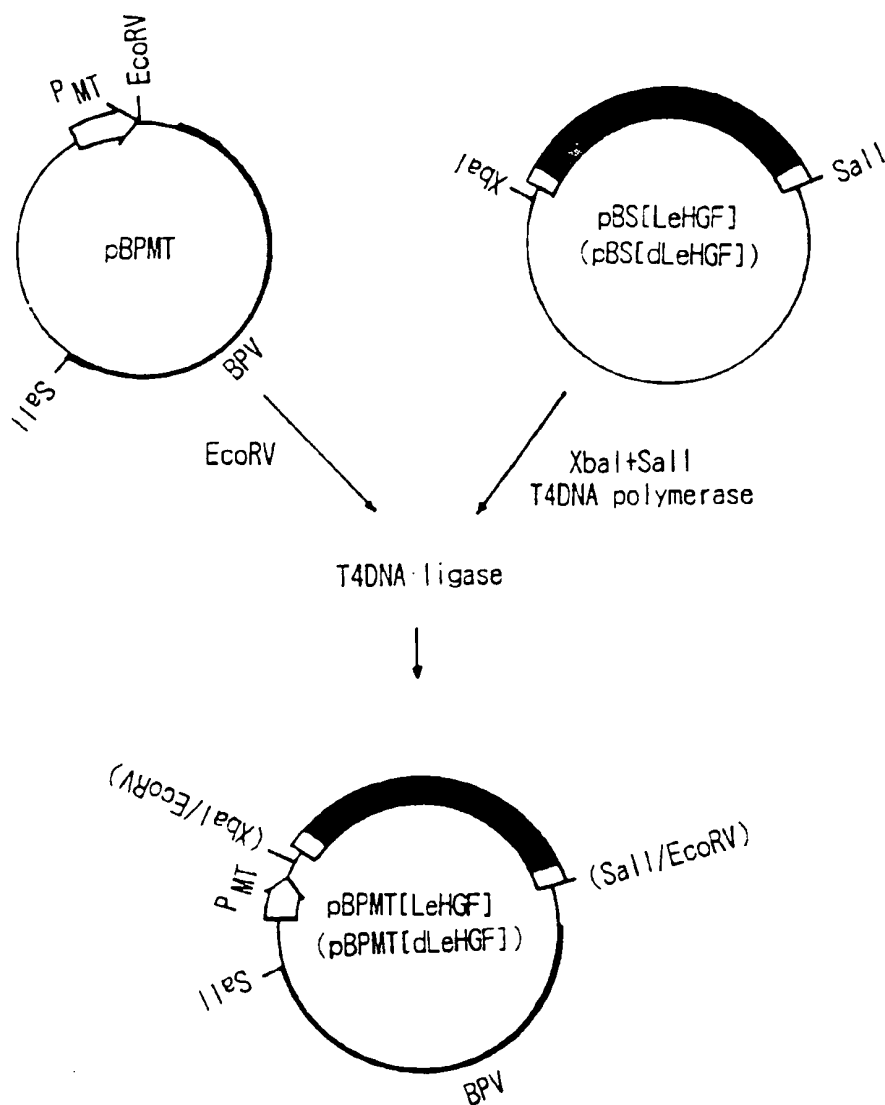 P MT
EcoRV
pBPMT
SalI
BPV
XbaI
SalI
pBS[LeHGF]
(pBS[dLeHGF])
EcoRV
XbaI+SalI
T4DNA polymerase
T4DNA ligase
(XbaI/EcoRV)
P MT
SalI
pBPMT[LeHGF]
(pBPMT[dLeHGF])
(SalI/EcoRV)
BPV